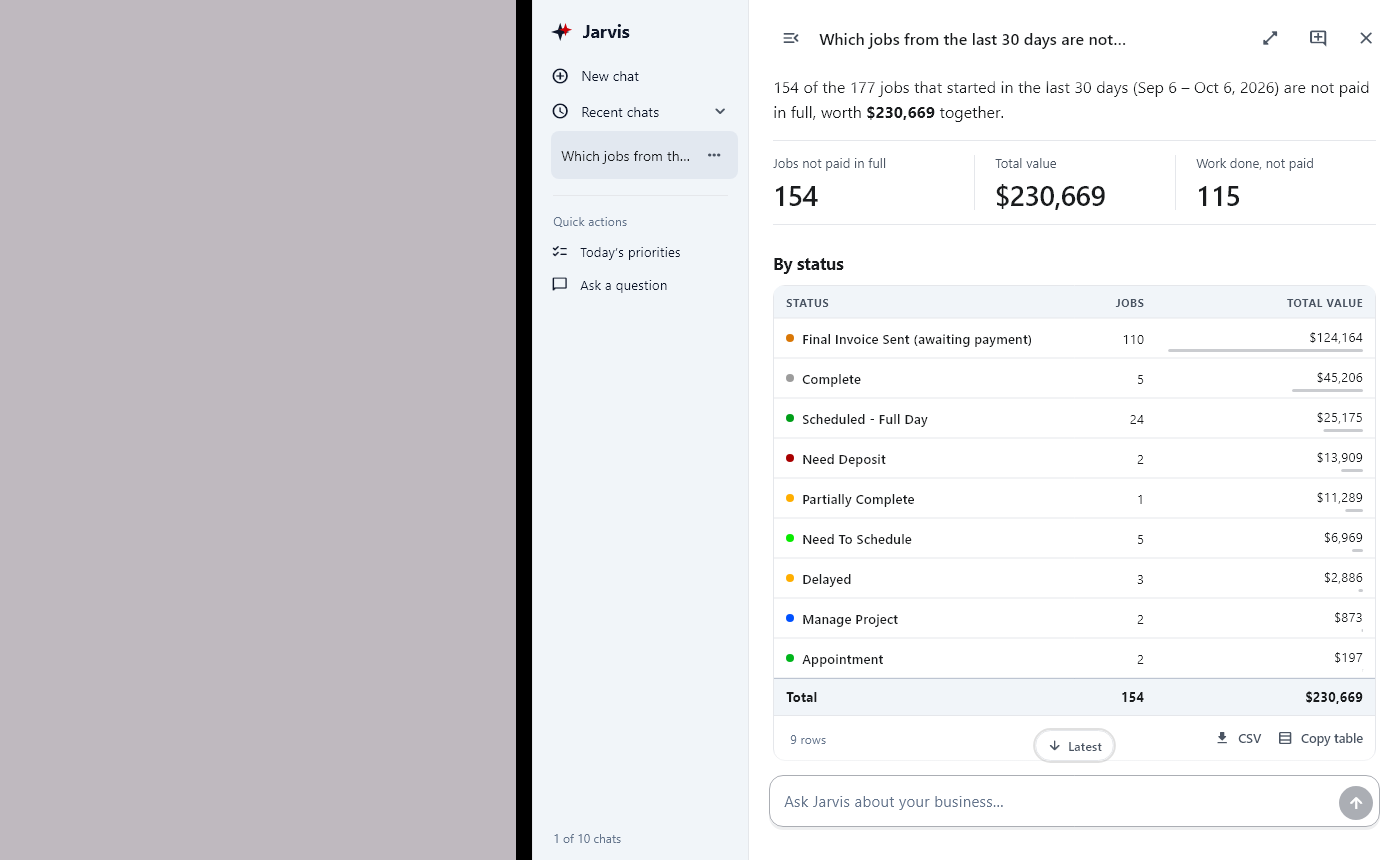 Jarvis
New chat
Recent chats
Which jobs from th...
Quick actions
Today's priorities
Ask a question
1 of 10 chats
Which jobs from the last 30 days are not...
154 of the 177 jobs that started in the last 30 days (Sep 6 – Oct 6, 2026) are not paid
in full, worth $230,669 together.
Jobs not paid in full
154
Total value
$230,669
Work done, not paid
115
By status
STATUS JOBS TOTAL VALUE
Final Invoice Sent (awaiting payment) 110 $124,164
Complete 5 $45,206
Scheduled - Full Day 24 $25,175
Need Deposit 2 $13,909
Partially Complete 1 $11,289
Need To Schedule 5 $6,969
Delayed 3 $2,886
Manage Project 2 $873
Appointment 2 $197
Total 154 $230,669
9 rows
Latest
CSV
Copy table
Ask Jarvis about your business...